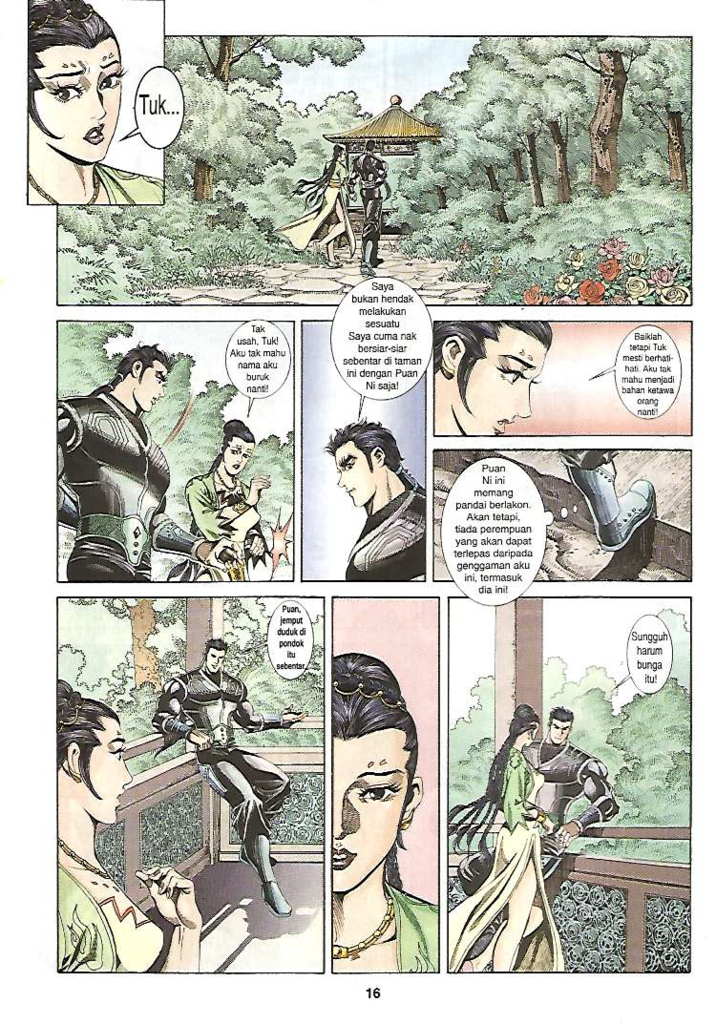 Tuk...
Saya
bukan hendak
melakukan
sesuatu
Saya cuma nak
bersiar-siar
sebentar di taman
ini dengan Puan
Ni saja!
Tak
usah, Tuk!
Aku tak mahu
nama aku
buruk
nanti!
Baiklah
tetapi Tuk
mesti berhati-
hati. Aku tak
mahu menjadi
bahan ketawa
orang
nanti!
Puan
Ni ini
memang
pandai berlakon.
Akan tetapi,
tiada perempuan
yang akan dapat
terlepas daripada
genggaman aku
ini, termasuk
dia ini!
Puan,
jemput
duduk di
pondok
itu
sebentar.
Sungguh
harum
bunga
itu!
16